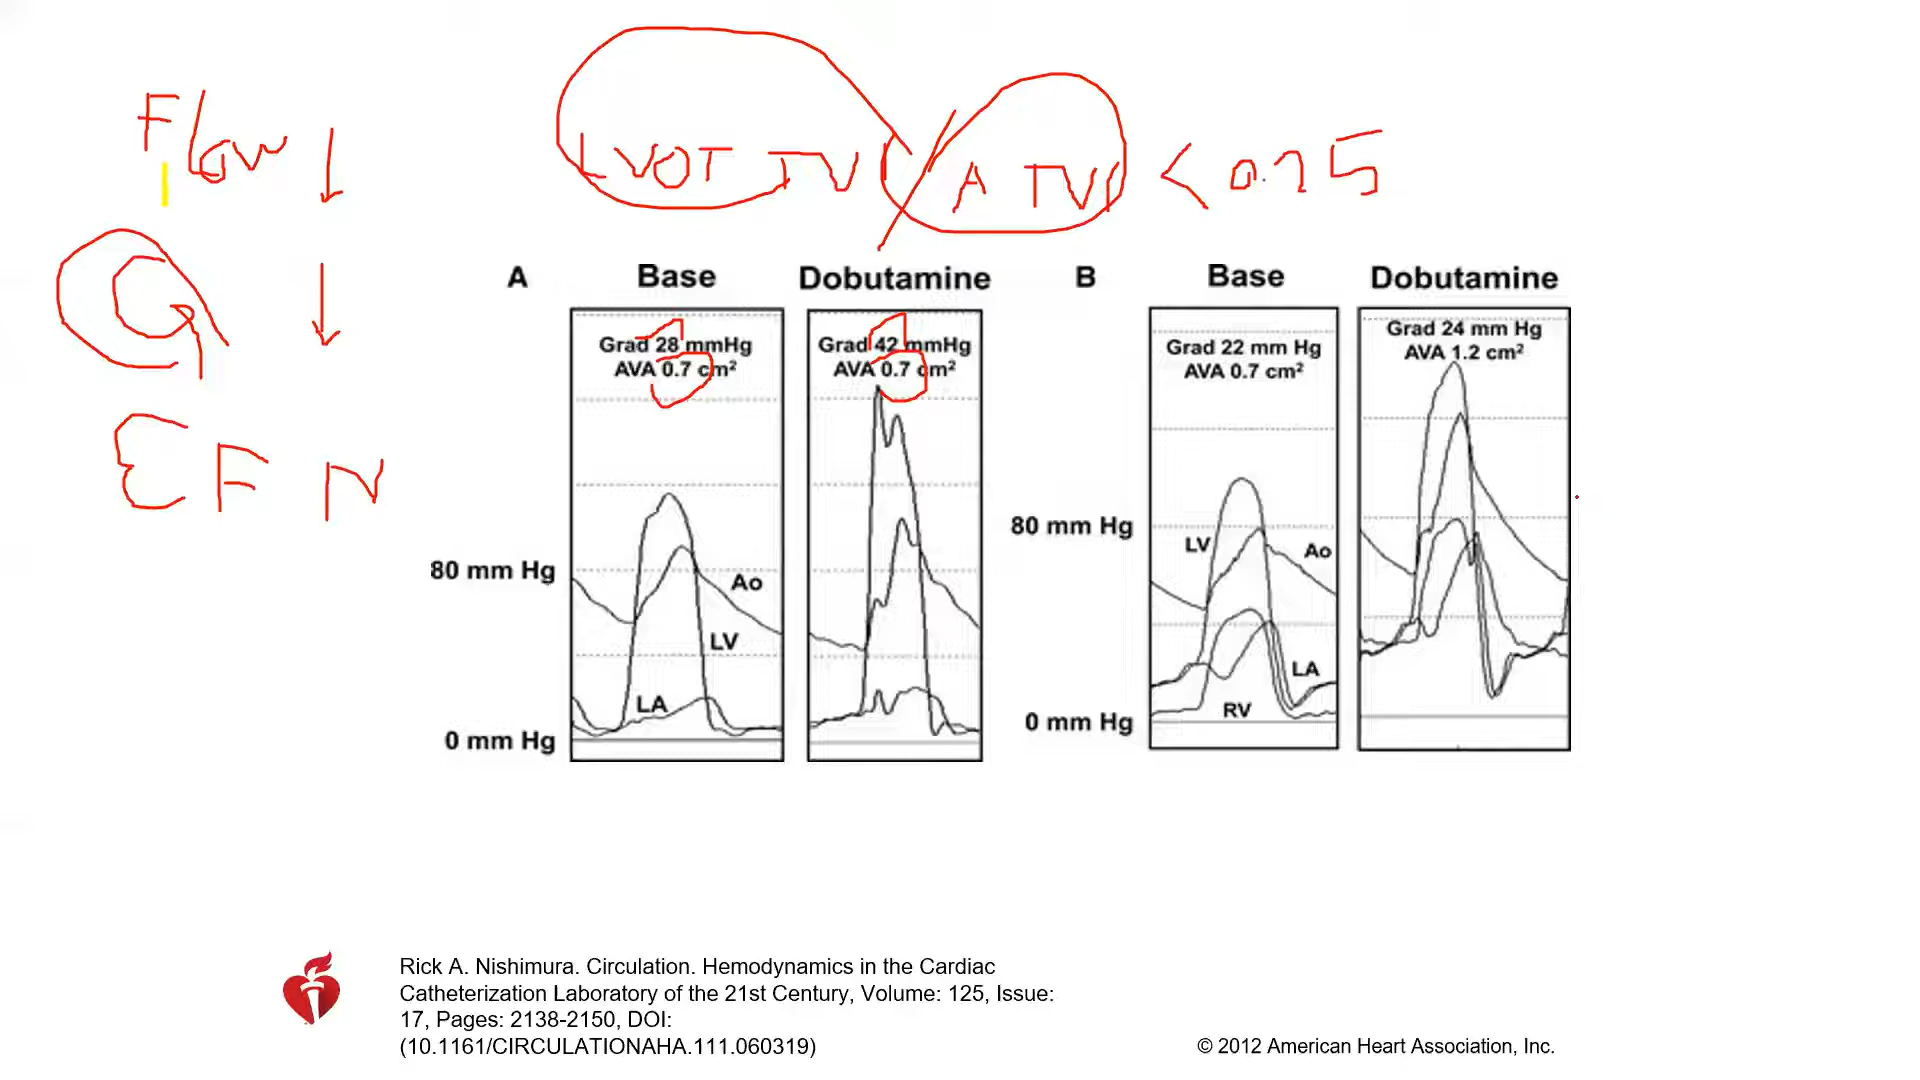 Flow ↓
LVOT TVI / A TVI < 0.25
G ↓
EF N
A Base Dobutamine
Grad 28 mmHg
AVA 0.7 cm²
Grad 42 mmHg
AVA 0.7 cm²
80 mm Hg
0 mm Hg
Ao
LV
LA
B Base Dobutamine
Grad 22 mm Hg
AVA 0.7 cm²
Grad 24 mm Hg
AVA 1.2 cm²
80 mm Hg
0 mm Hg
LV
Ao
LA
RV
Rick A. Nishimura. Circulation. Hemodynamics in the Cardiac
Catheterization Laboratory of the 21st Century, Volume: 125, Issue:
17, Pages: 2138-2150, DOI:
(10.1161/CIRCULATIONAHA.111.060319)
© 2012 American Heart Association, Inc.